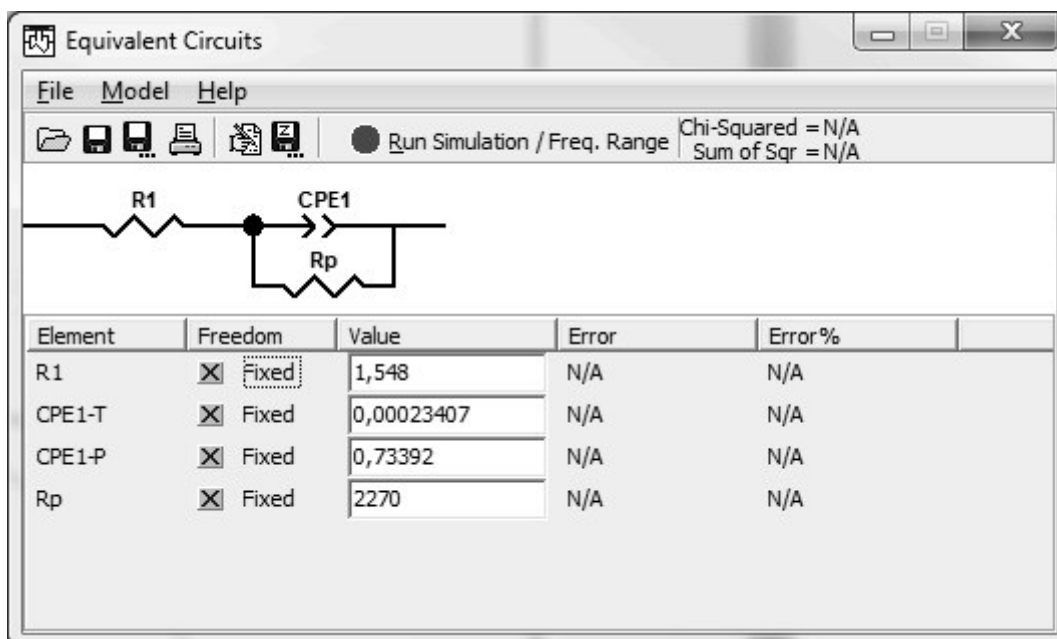 Equivalent Circuits
File Model Help
Run Simulation / Freq. Range
Chi-Squared = N/A
Sum of Sqr = N/A
R1
CPE1
Rp
Element Freedom Value Error Error%
R1 Fixed 1,548 N/A N/A
CPE1-T Fixed 0,00023407 N/A N/A
CPE1-P Fixed 0,73392 N/A N/A
Rp Fixed 2270 N/A N/A